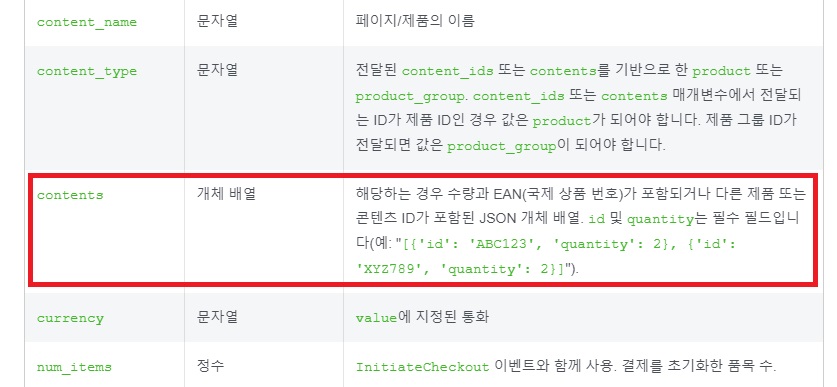 content_name 문자열 페이지/제품의 이름
content_type 문자열 전달된 content_ids 또는 contents를 기반으로 한 product 또는
product_group. content_ids 또는 contents 매개변수에서 전달되
는 ID가 제품 ID인 경우 값은 product가 되어야 합니다. 제품 그룹 ID가
전달되면 값은 product_group이 되어야 합니다.
contents 개체 배열 해당하는 경우 수량과 EAN(국제 상품 번호)가 포함되거나 다른 제품 또는
콘텐츠 ID가 포함된 JSON 개체 배열. id 및 quantity는 필수 필드입니
다(예: "[{'id': 'ABC123', 'quantity': 2}, {'id':
'XYZ789', 'quantity': 2}]").
currency 문자열 value에 지정된 통화
num_items 정수 InitiateCheckout 이벤트와 함께 사용. 결제를 초기화한 품목 수.